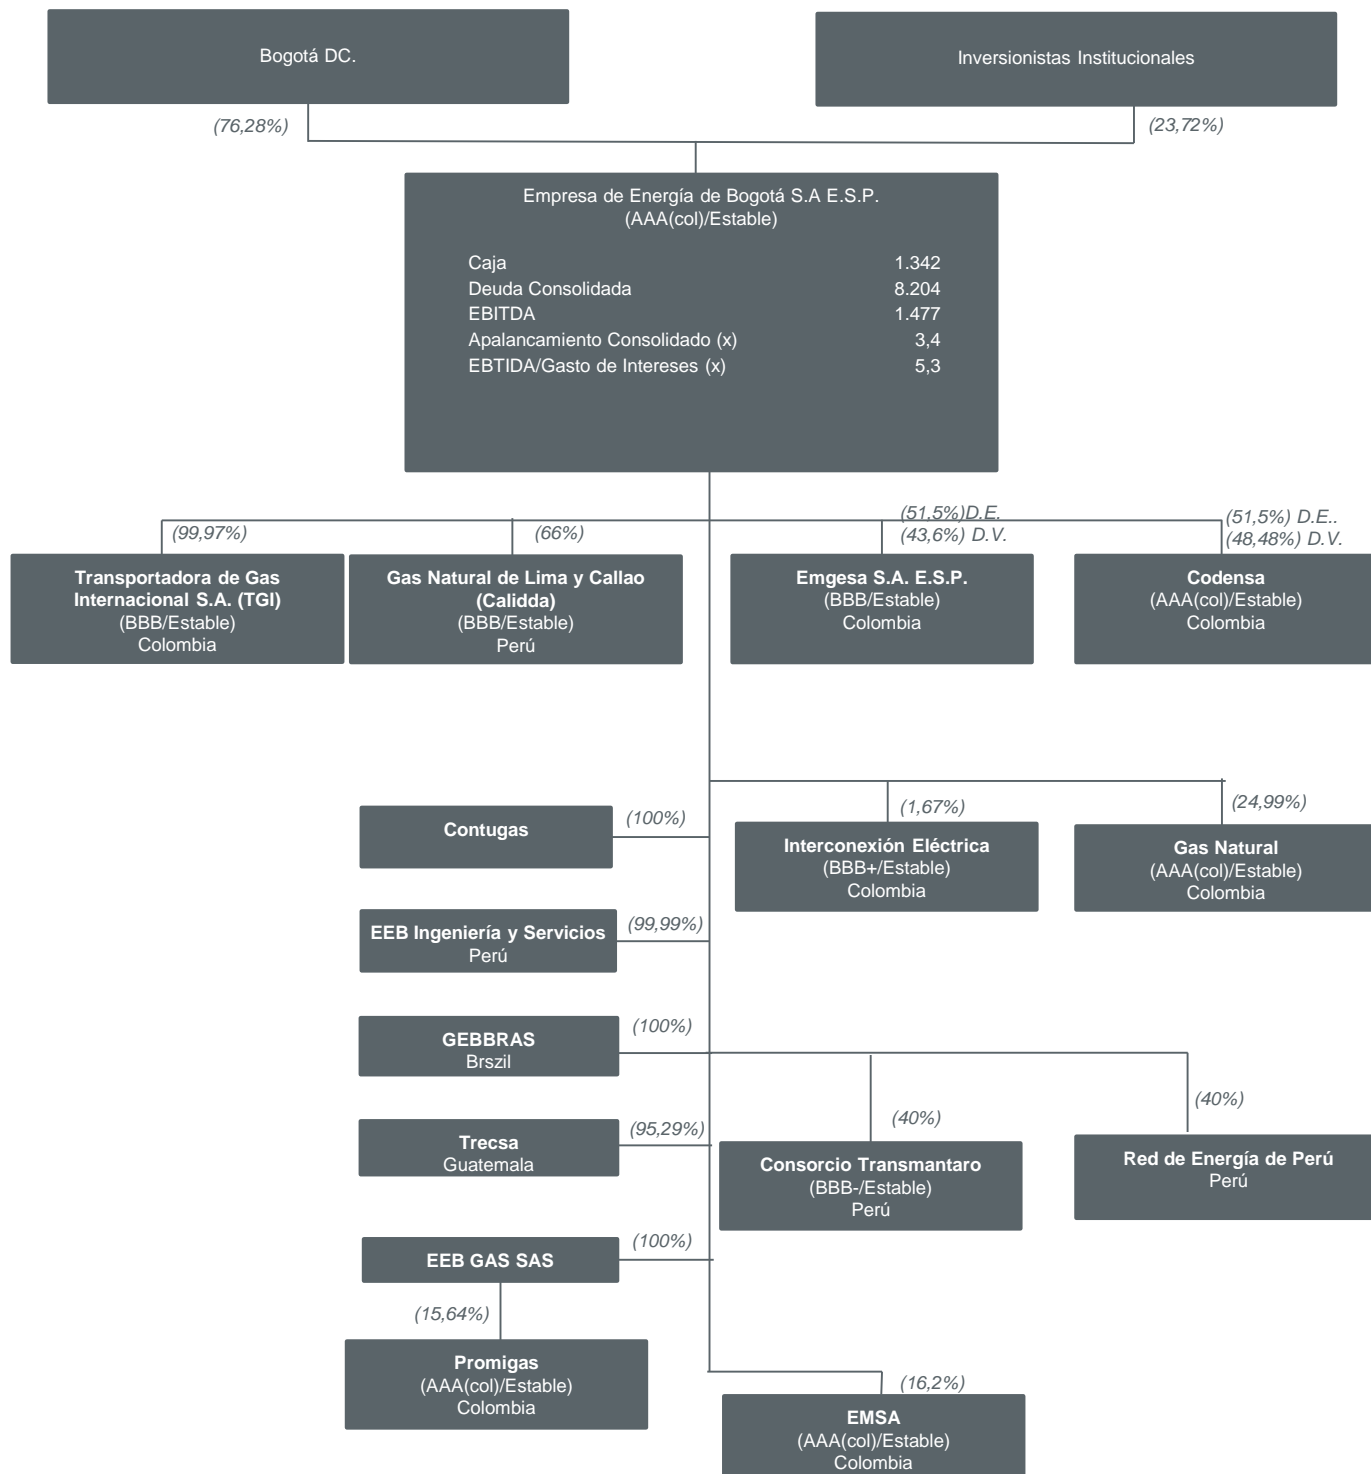 Bogotá DC.
Inversionistas Institucionales
(76,28%)
(23,72%)
Empresa de Energía de Bogotá S.A E.S.P.
(AAA(col)/Estable)
Caja 1.342
Deuda Consolidada 8.204
EBITDA 1.477
Apalancamiento Consolidado (x) 3,4
EBTIDA/Gasto de Intereses (x) 5,3
(99,97%)
(66%)
(51,5%)D.E.
(43,6%) D.V.
(51,5%) D.E..
(48,48%) D.V.
Transportadora de Gas
Internacional S.A. (TGI)
(BBB/Estable)
Colombia
Gas Natural de Lima y Callao
(Calidda)
(BBB/Estable)
Perú
Emgesa S.A. E.S.P.
(BBB/Estable)
Colombia
Codensa
(AAA(col)/Estable)
Colombia
Contugas
(100%)
(1,67%)
(24,99%)
Interconexión Eléctrica
(BBB+/Estable)
Colombia
Gas Natural
(AAA(col)/Estable)
Colombia
EEB Ingeniería y Servicios
Perú
(99,99%)
GEBBRAS
Brszil
(100%)
(40%)
(40%)
Trecsa
Guatemala
(95,29%)
Consorcio Transmantaro
(BBB-/Estable)
Perú
Red de Energía de Perú
Perú
EEB GAS SAS
(100%)
(15,64%)
Promigas
(AAA(col)/Estable)
Colombia
(16,2%)
EMSA
(AAA(col)/Estable)
Colombia